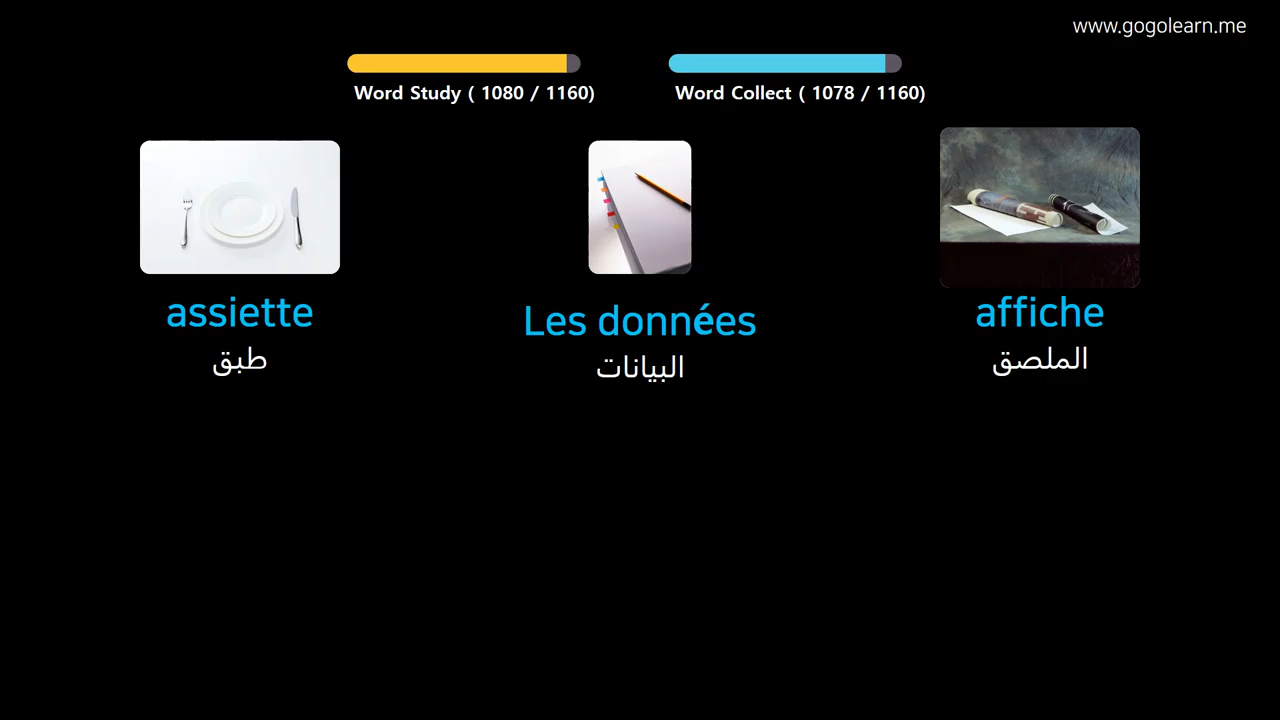 www.gogolearn.me
Word Study ( 1080 / 1160)
Word Collect ( 1078 / 1160)
assiette
طبق
Les données
البيانات
affiche
الملصق